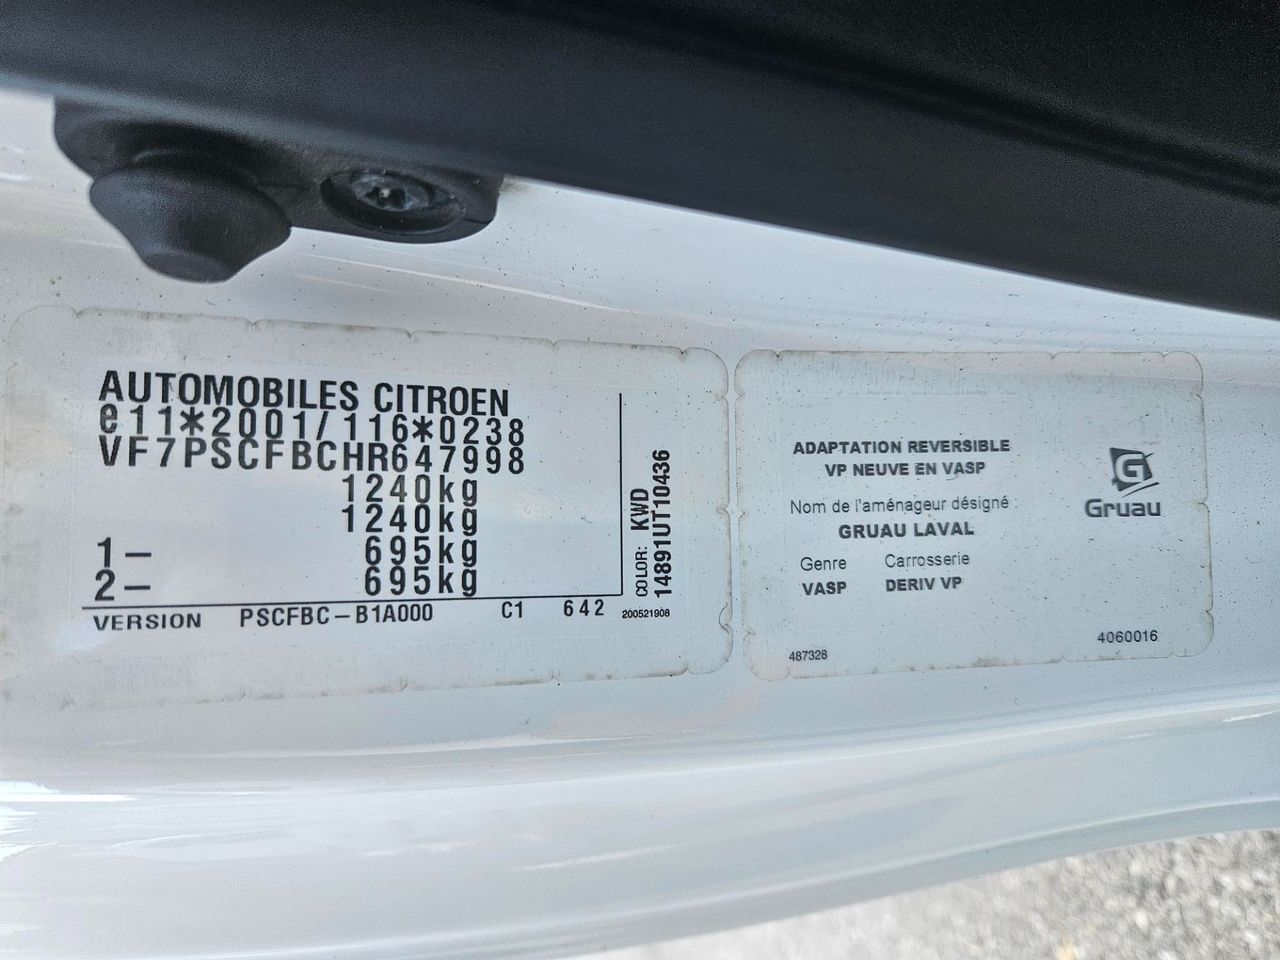 AUTOMOBILES CITROEN
e11*2001/116*0238
VF7PSCFBCHR647998
1240kg
1240kg
1– 695kg
2– 695kg
VERSION PSCFBC–B1A000 C1 642
COLOR: KWD
14891UT10436
200521908
ADAPTATION REVERSIBLE
VP NEUVE EN VASP
Nom de l'aménageur désigné :
GRUAU LAVAL
Genre Carrosserie
VASP DERIV VP
487328
G
Gruau
4060016